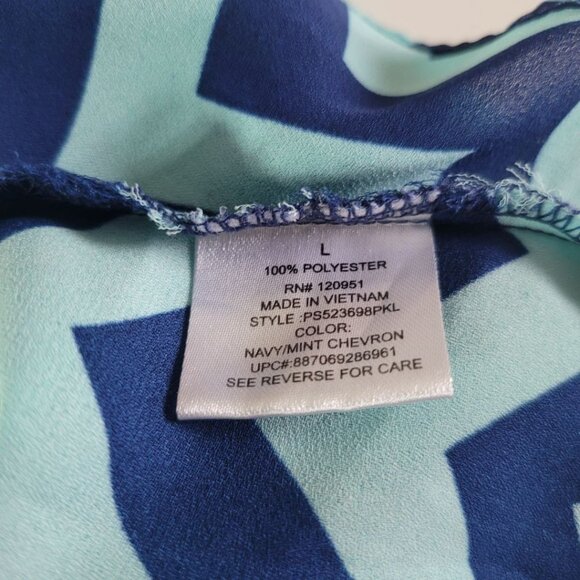 L
100% POLYESTER
RN# 120951
MADE IN VIETNAM
STYLE :PS523698PKL
COLOR:
NAVY/MINT CHEVRON
UPC#:887069286961
SEE REVERSE FOR CARE